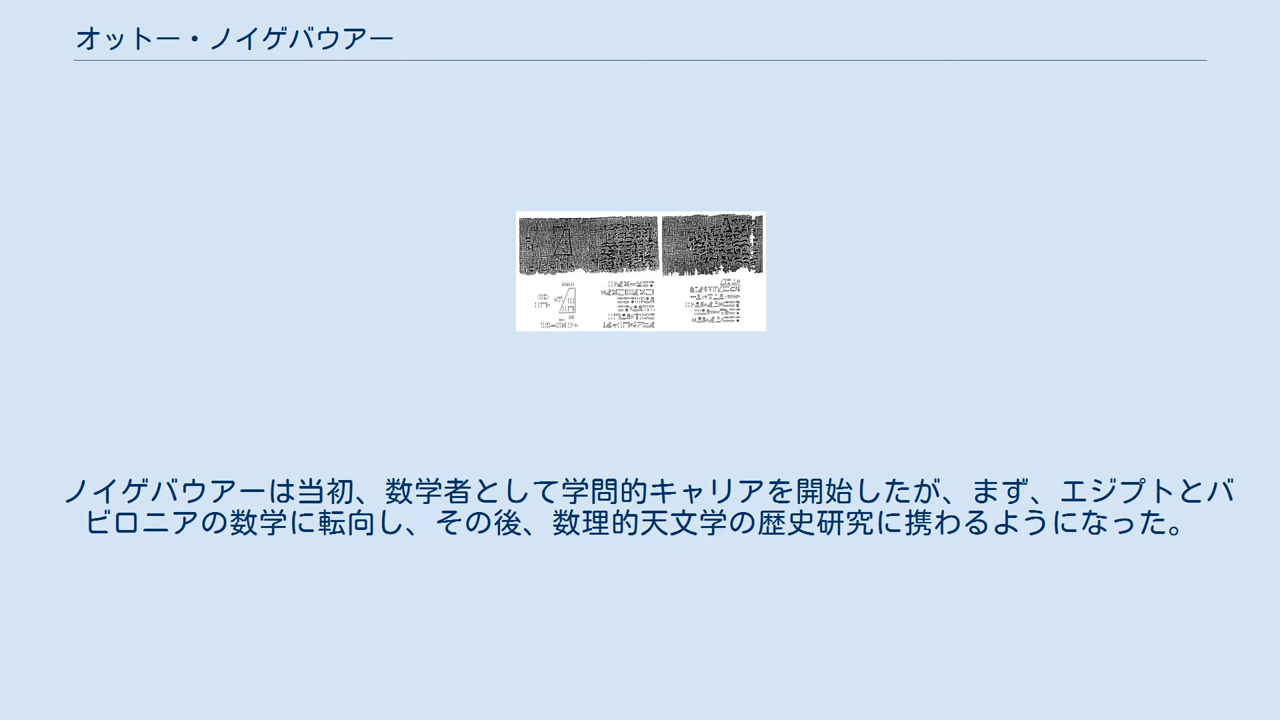 オットー・ノイゲバウアー
ノイゲバウアーは当初、数学者として学問的キャリアを開始したが、まず、エジプトとバ
ビロニアの数学に転向し、その後、数理的天文学の歴史研究に携わるようになった。